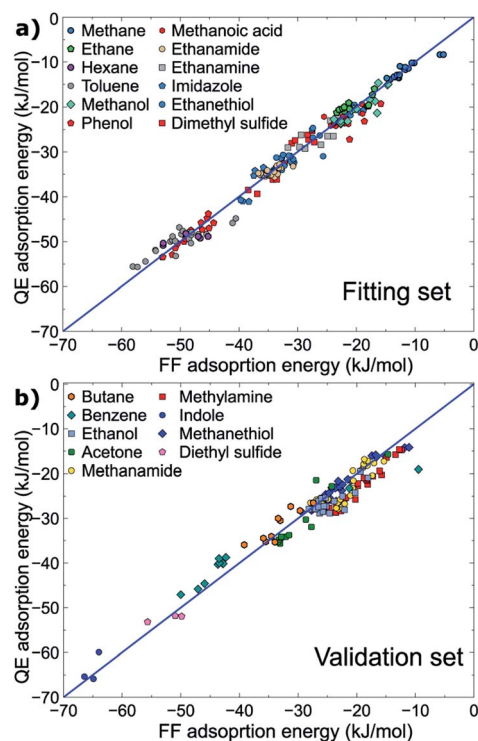 a)
Methane
Ethane
Hexane
Toluene
Methanol
Phenol
Methanoic acid
Ethanamide
Ethanamine
Imidazole
Ethanethiol
Dimethyl sulfide
QE adsorption energy (kJ/mol)
0
−10
−20
−30
−40
−50
−60
−70
Fitting set
−70 −60 −50 −40 −30 −20 −10 0
FF adsoprtion energy (kJ/mol)
b)
Butane
Benzene
Ethanol
Acetone
Methanamide
Methylamine
Indole
Methanethiol
Diethyl sulfide
QE adsorption energy (kJ/mol)
0
−10
−20
−30
−40
−50
−60
−70
Validation set
−70 −60 −50 −40 −30 −20 −10 0
FF adsoprtion energy (kJ/mol)